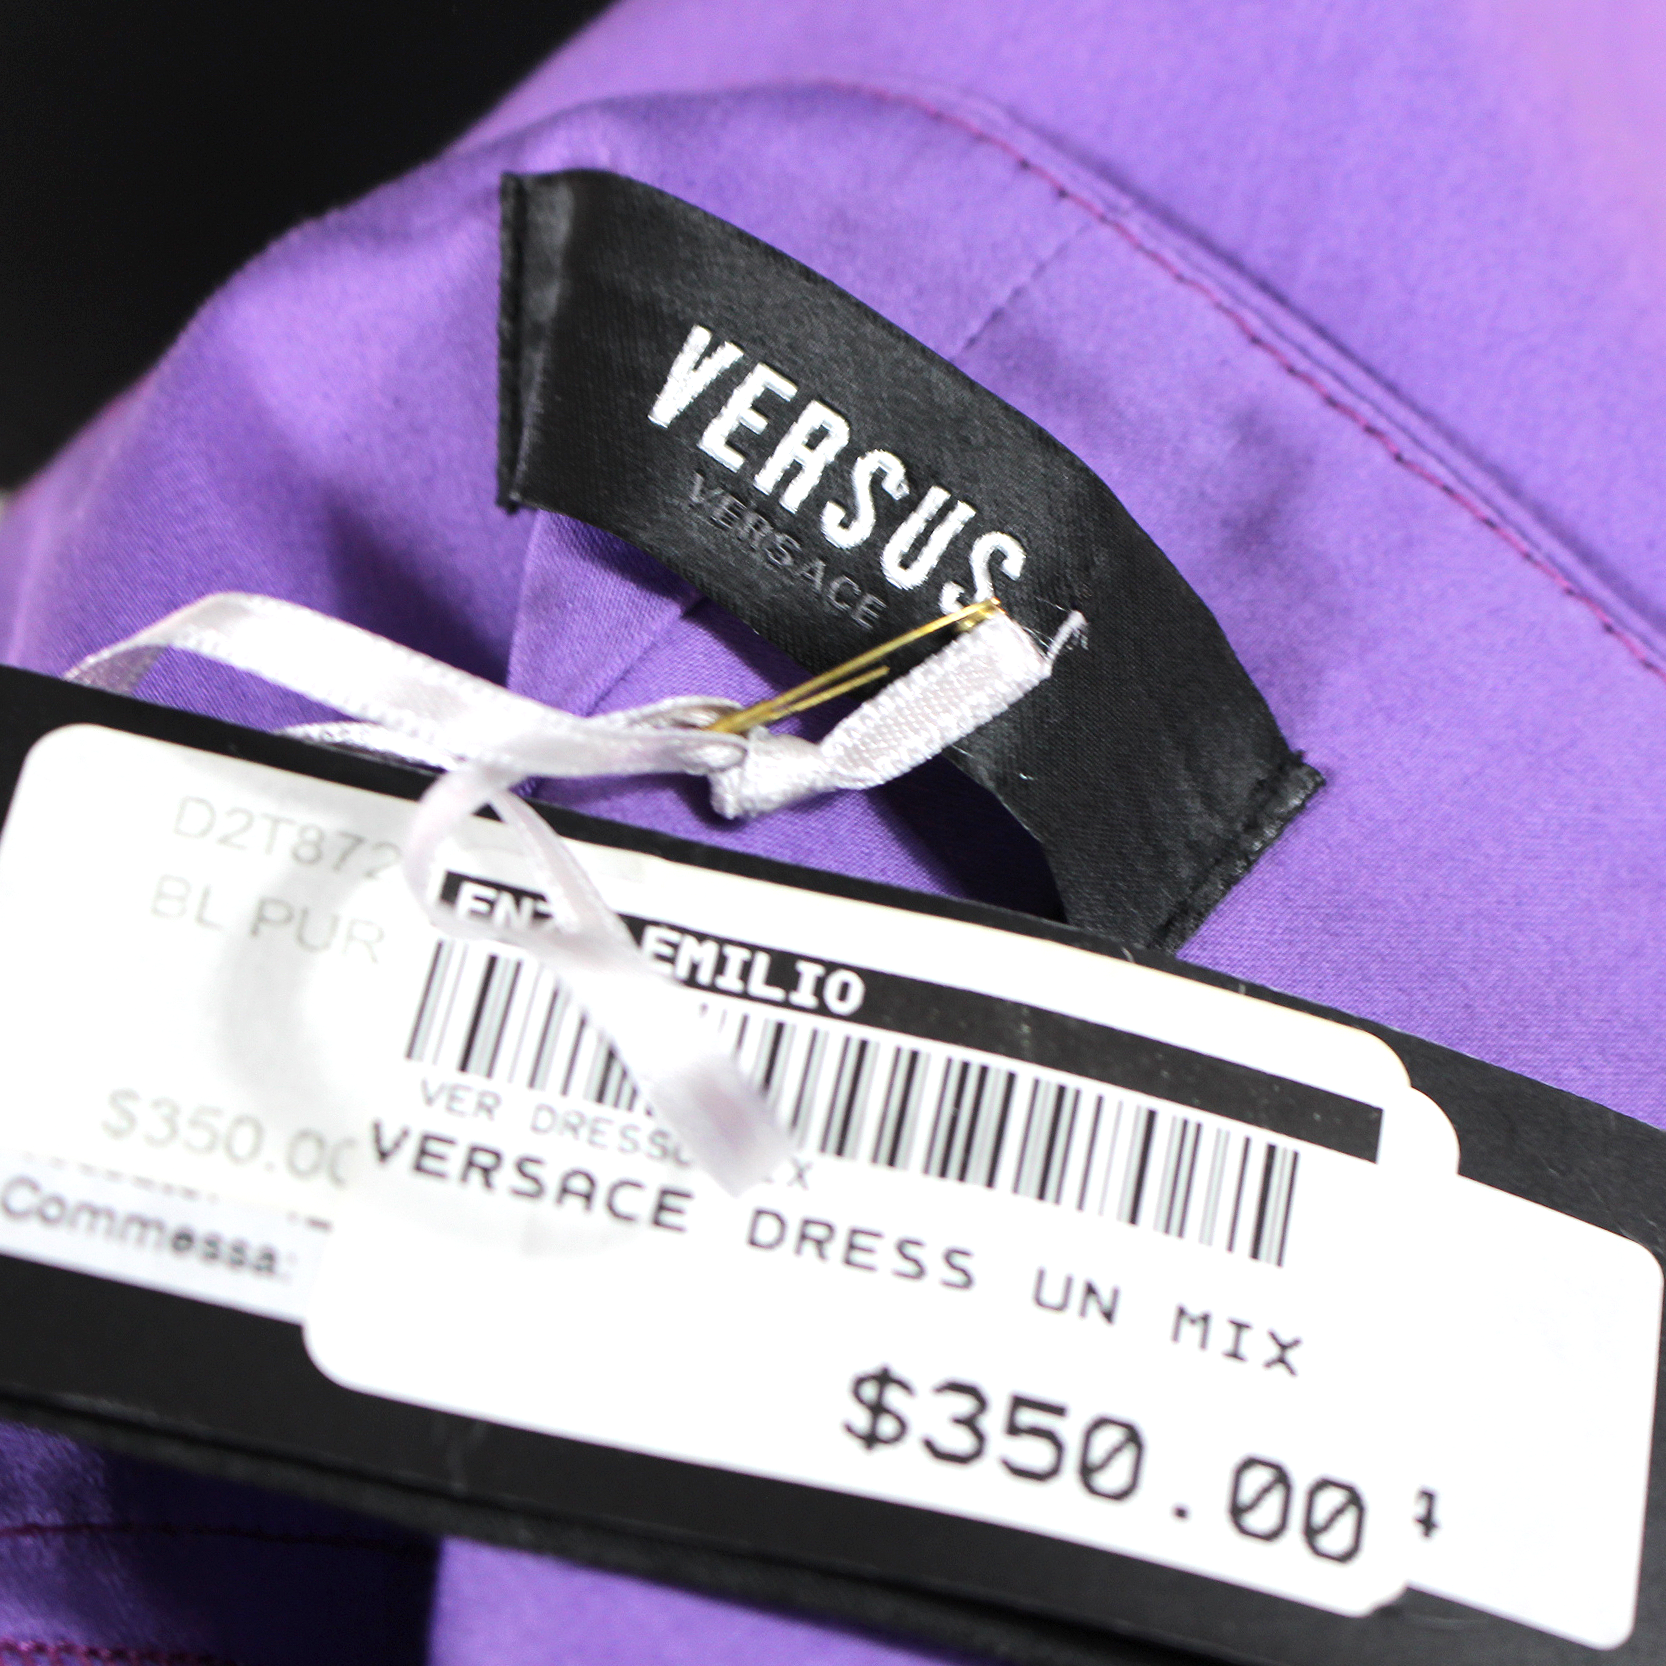 VERSUS
VERSACE
D2T872
BL PUR
EMILIO
VER DRESS
VERSACE DRESS UN MIX
$350.00
$350.00
Commessa: